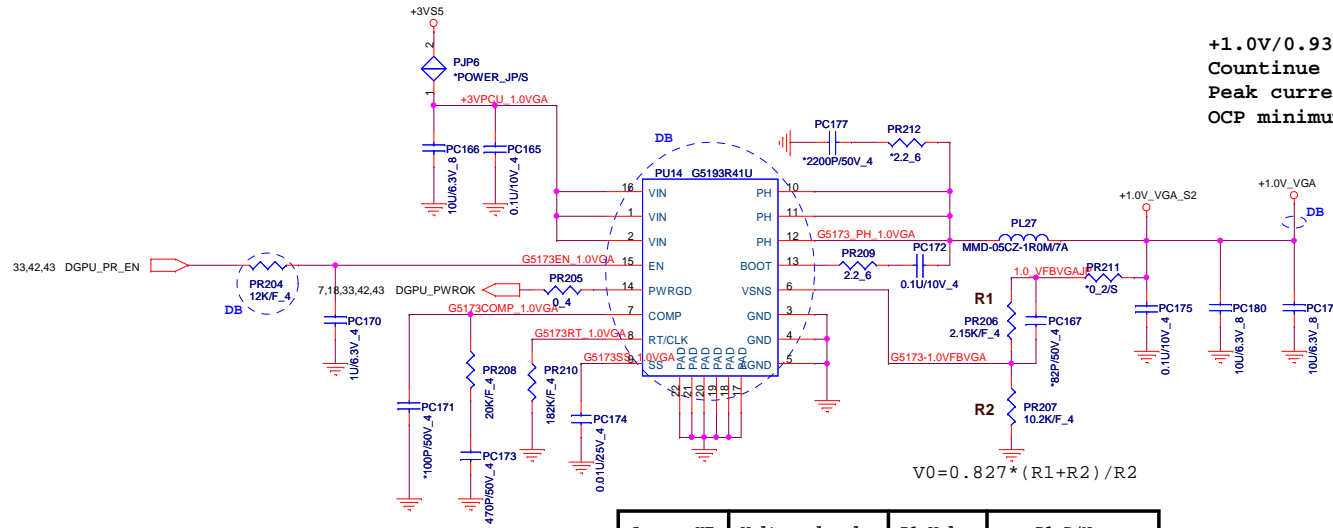 +3VS5
2
PJP6
*POWER_JP/S
1
+3VPCU_1.0VGA
PC166
10U/6.3V_8
PC165
0.1U/10V_4
DB
PU14 G5193R41U
16 VIN
1 VIN
2 VIN
15 EN
14 PWRGD
7 COMP
8 RT/CLK
9 SS
PH 10
PH 11
PH 12
BOOT 13
VSNS 6
GND 3
GND 4
AGND 5
PAD PAD PAD PAD PAD PAD
22 21 20 19 18 17
PC177
*2200P/50V_4
PR212
*2.2_6
+1.0V/0.93
Countinue
Peak curre
OCP minimu
+1.0V_VGA_S2
+1.0V_VGA
DB
G5173_PH_1.0VGA
PL27
MMD-05CZ-1R0M/7A
PR209
2.2_6
PC172
0.1U/10V_4
1.0_VFBVGAJP
PR211
*0_2/S
R1
PR206
2.15K/F_4
PC167
*82P/50V_4
PC175
0.1U/10V_4
PC180
10U/6.3V_8
PC17
10U/6.3V_8
G5173-1.0VFBVGA
R2
PR207
10.2K/F_4
V0=0.827*(R1+R2)/R2
33,42,43 DGPU_PR_EN
PR204
12K/F_4
DB
G5173EN_1.0VGA
PC170
1U/6.3V_4
7,18,33,42,43 DGPU_PWROK
PR205
0_4
G5173COMP_1.0VGA
G5173RT_1.0VGA
G5173SS_1.0VGA
PC171
*100P/50V_4
PR208
20K/F_4
PC173
470P/50V_4
PR210
182K/F_4
PC174
0.01U/25V_4